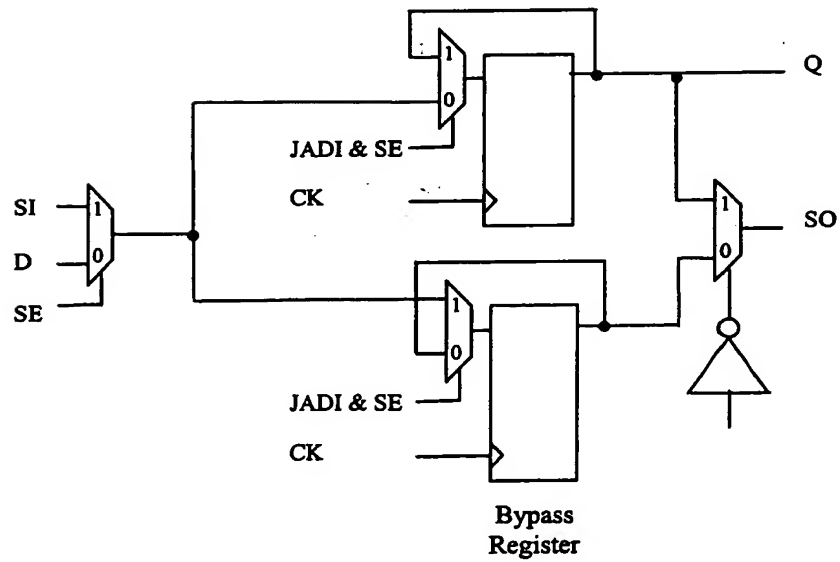 Q
1
0
JADI & SE
CK
SI
1
D
0
SE
1
SO
0
1
0
JADI & SE
CK
Bypass
Register